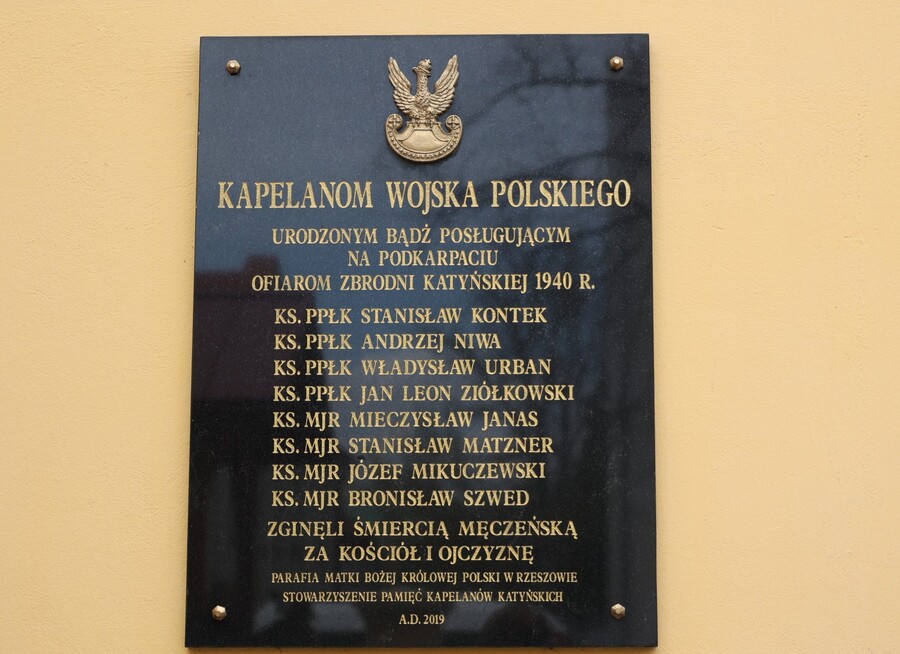 KAPELANOM WOJSKA POLSKIEGO
URODZONYM BĄDŹ POSŁUGUJĄCYM
NA PODKARPACIU
OFIAROM ZBRODNI KATYŃSKIEJ 1940 R.
KS. PPŁK STANISŁAW KONTEK
KS. PPŁK ANDRZEJ NIWA
KS. PPŁK WŁADYSŁAW URBAN
KS. PPŁK JAN LEON ZIÓŁKOWSKI
KS. MJR MIECZYSŁAW JANAS
KS. MJR STANISŁAW MATZNER
KS. MJR JÓZEF MIKUCZEWSKI
KS. MJR BRONISŁAW SZWED
ZGINĘLI ŚMIERCIĄ MĘCZEŃSKĄ
ZA KOŚCIÓŁ I OJCZYZNĘ
PARAFIA MATKI BOŻEJ KRÓLOWEJ POLSKI W RZESZOWIE
STOWARZYSZENIE PAMIĘĆ KAPELANÓW KATYŃSKICH
A.D. 2019